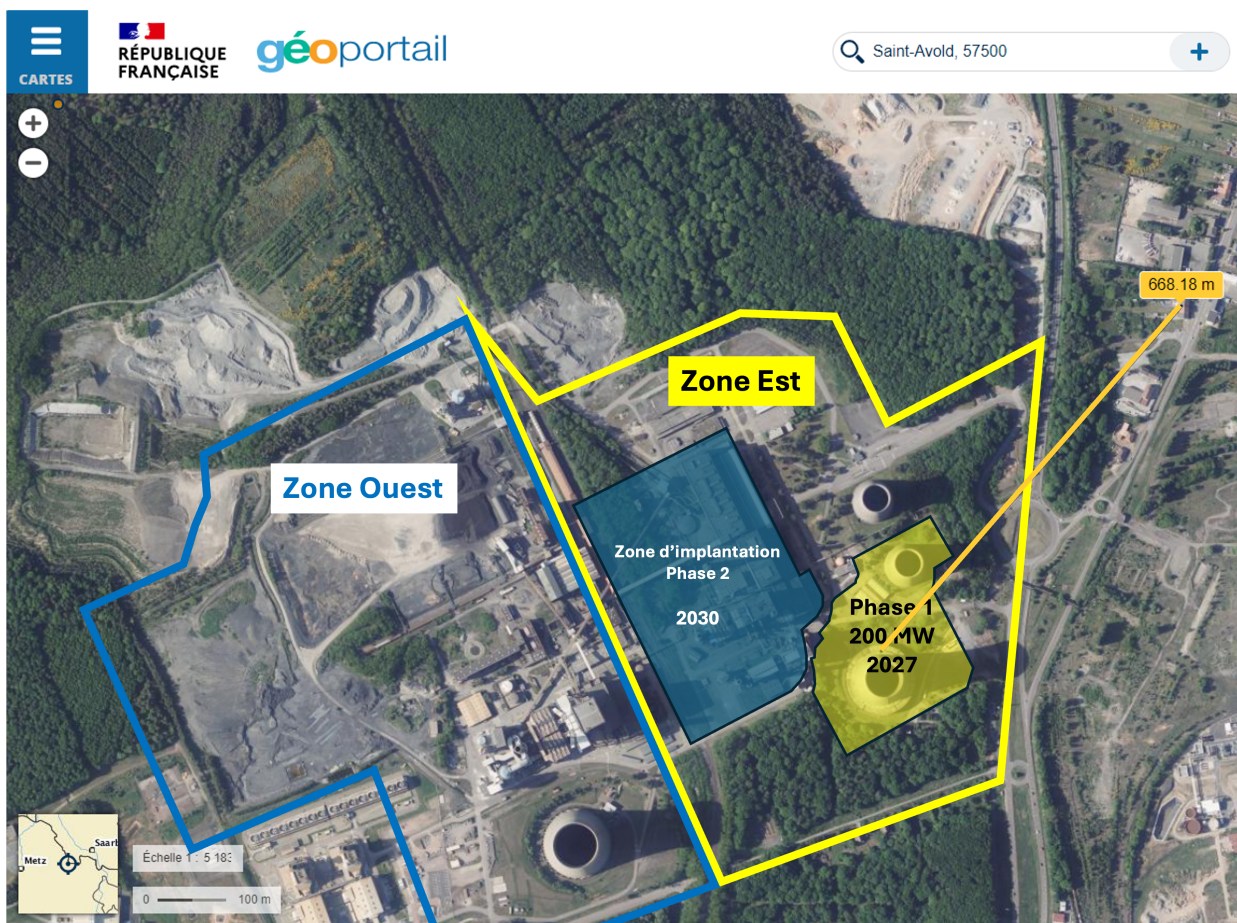 CARTES
RÉPUBLIQUE
FRANÇAISE
géoportail
Saint-Avold, 57500
668.18 m
Zone Est
Zone Ouest
Zone d’implantation
Phase 2
2030
Phase 1
200 MW
2027
Metz
Saar
Échelle 1 : 5 183
0
100 m